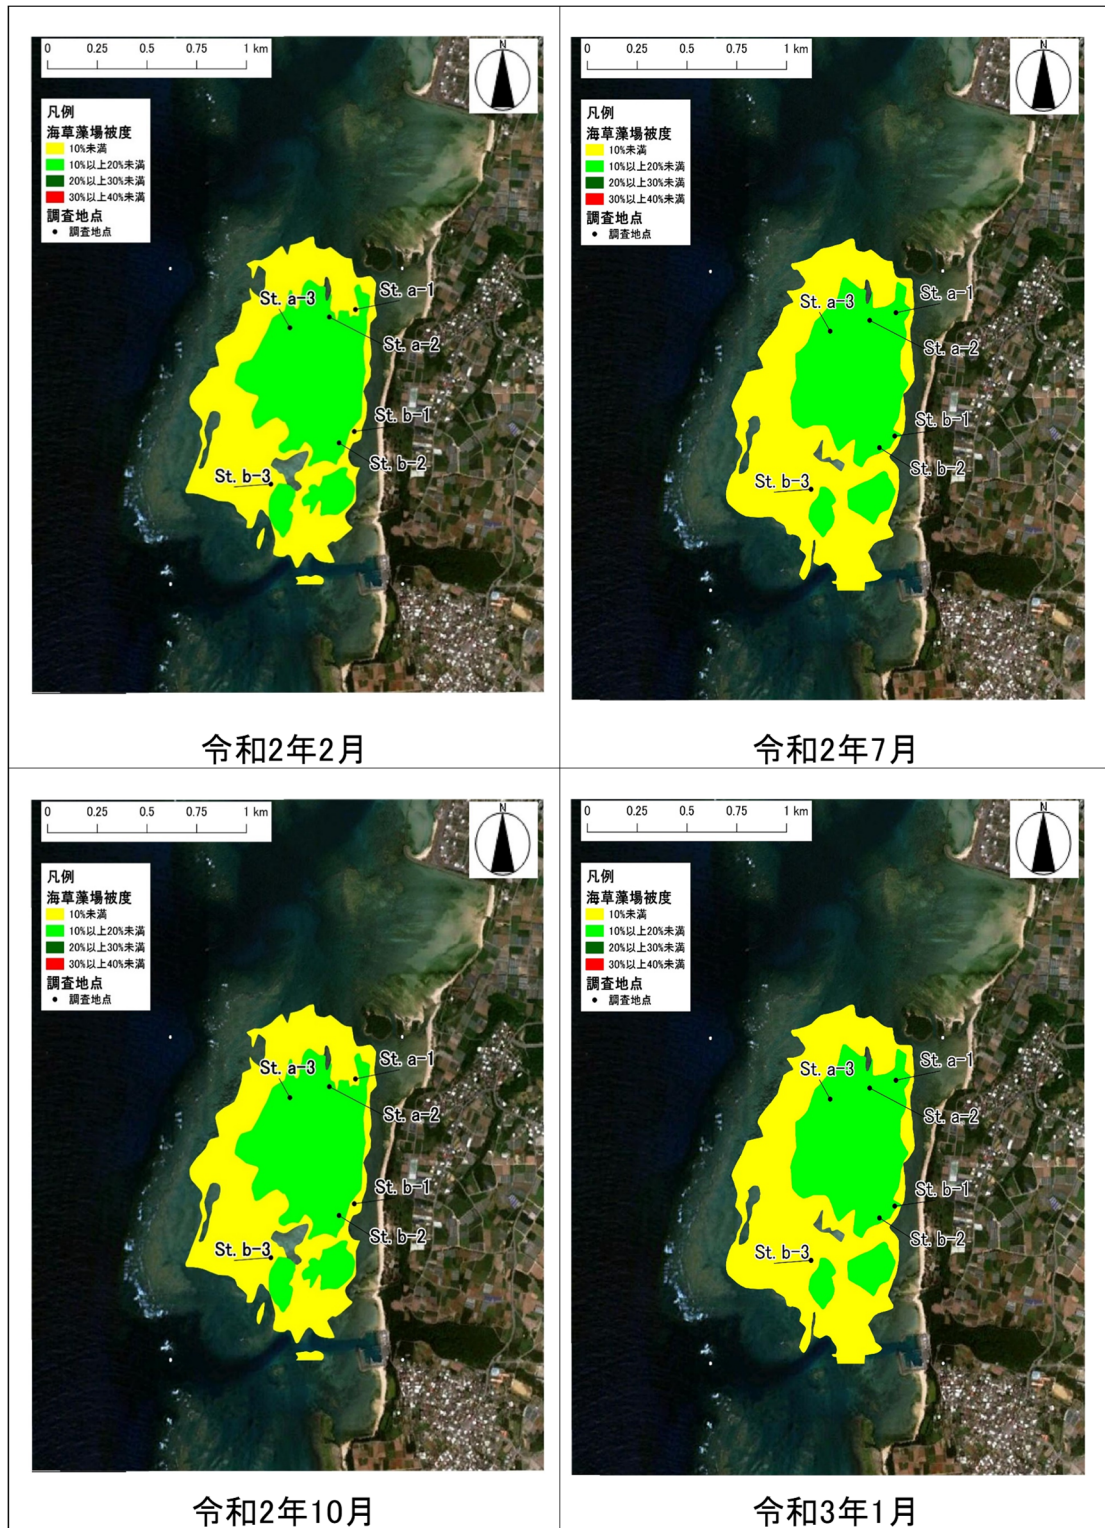 0 0.25 0.5 0.75 1 km
N
凡例
海草藻場被度
10%未満
10%以上20%未満
20%以上30%未満
30%以上40%未満
調査地点
調査地点
St. a-3
St. a-1
St. a-2
St. b-1
St. b-2
St. b-3
令和2年2月
0 0.25 0.5 0.75 1 km
N
凡例
海草藻場被度
10%未満
10%以上20%未満
20%以上30%未満
30%以上40%未満
調査地点
調査地点
St. a-3
St. a-1
St. a-2
St. b-1
St. b-2
St. b-3
令和2年7月
0 0.25 0.5 0.75 1 km
N
凡例
海草藻場被度
10%未満
10%以上20%未満
20%以上30%未満
30%以上40%未満
調査地点
調査地点
St. a-3
St. a-1
St. a-2
St. b-1
St. b-2
St. b-3
令和2年10月
0 0.25 0.5 0.75 1 km
N
凡例
海草藻場被度
10%未満
10%以上20%未満
20%以上30%未満
30%以上40%未満
調査地点
調査地点
St. a-3
St. a-1
St. a-2
St. b-1
St. b-2
St. b-3
令和3年1月